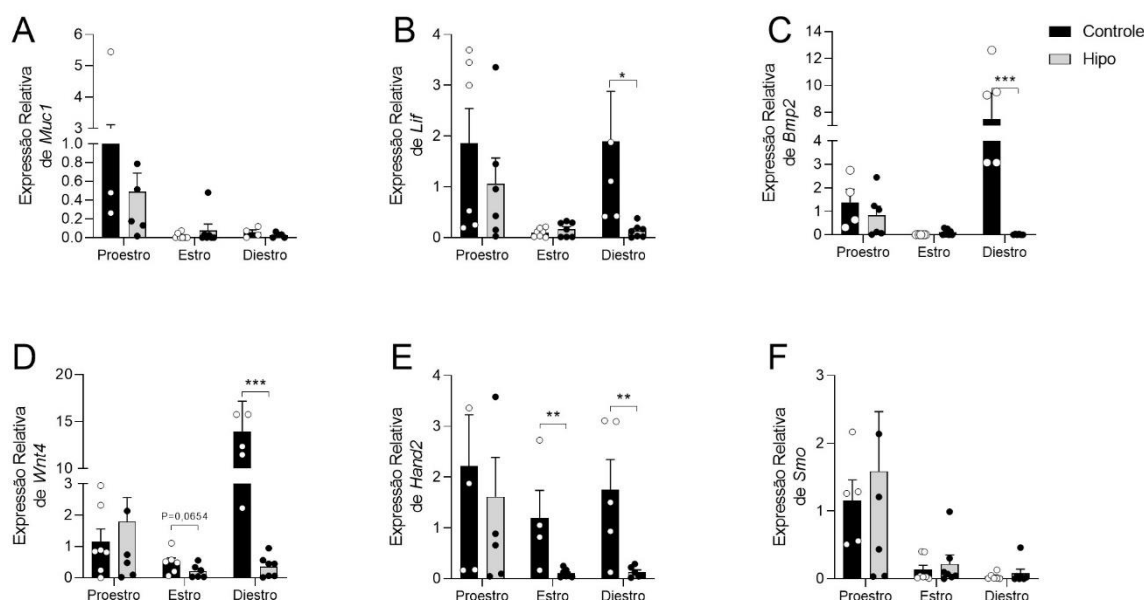 A
Expressão Relativa
de Muc1
6
5
4
3
1.0
0.8
0.6
0.4
0.2
0.0
Proestro Estro Diestro
B
Expressão Relativa
de Lif
4
3
2
1
0
*
Proestro Estro Diestro
C
Expressão Relativa
de Bmp2
14
12
10
8
6
4
4
3
2
1
0
***
Proestro Estro Diestro
Controle
Hipo
D
Expressão Relativa
de Wnt4
20
15
10
3
2
1
0
P=0,0654
***
Proestro Estro Diestro
E
Expressão Relativa
de Hand2
4
3
2
1
0
**
**
Proestro Estro Diestro
F
Expressão Relativa
de Smo
3
2
1
0
Proestro Estro Diestro